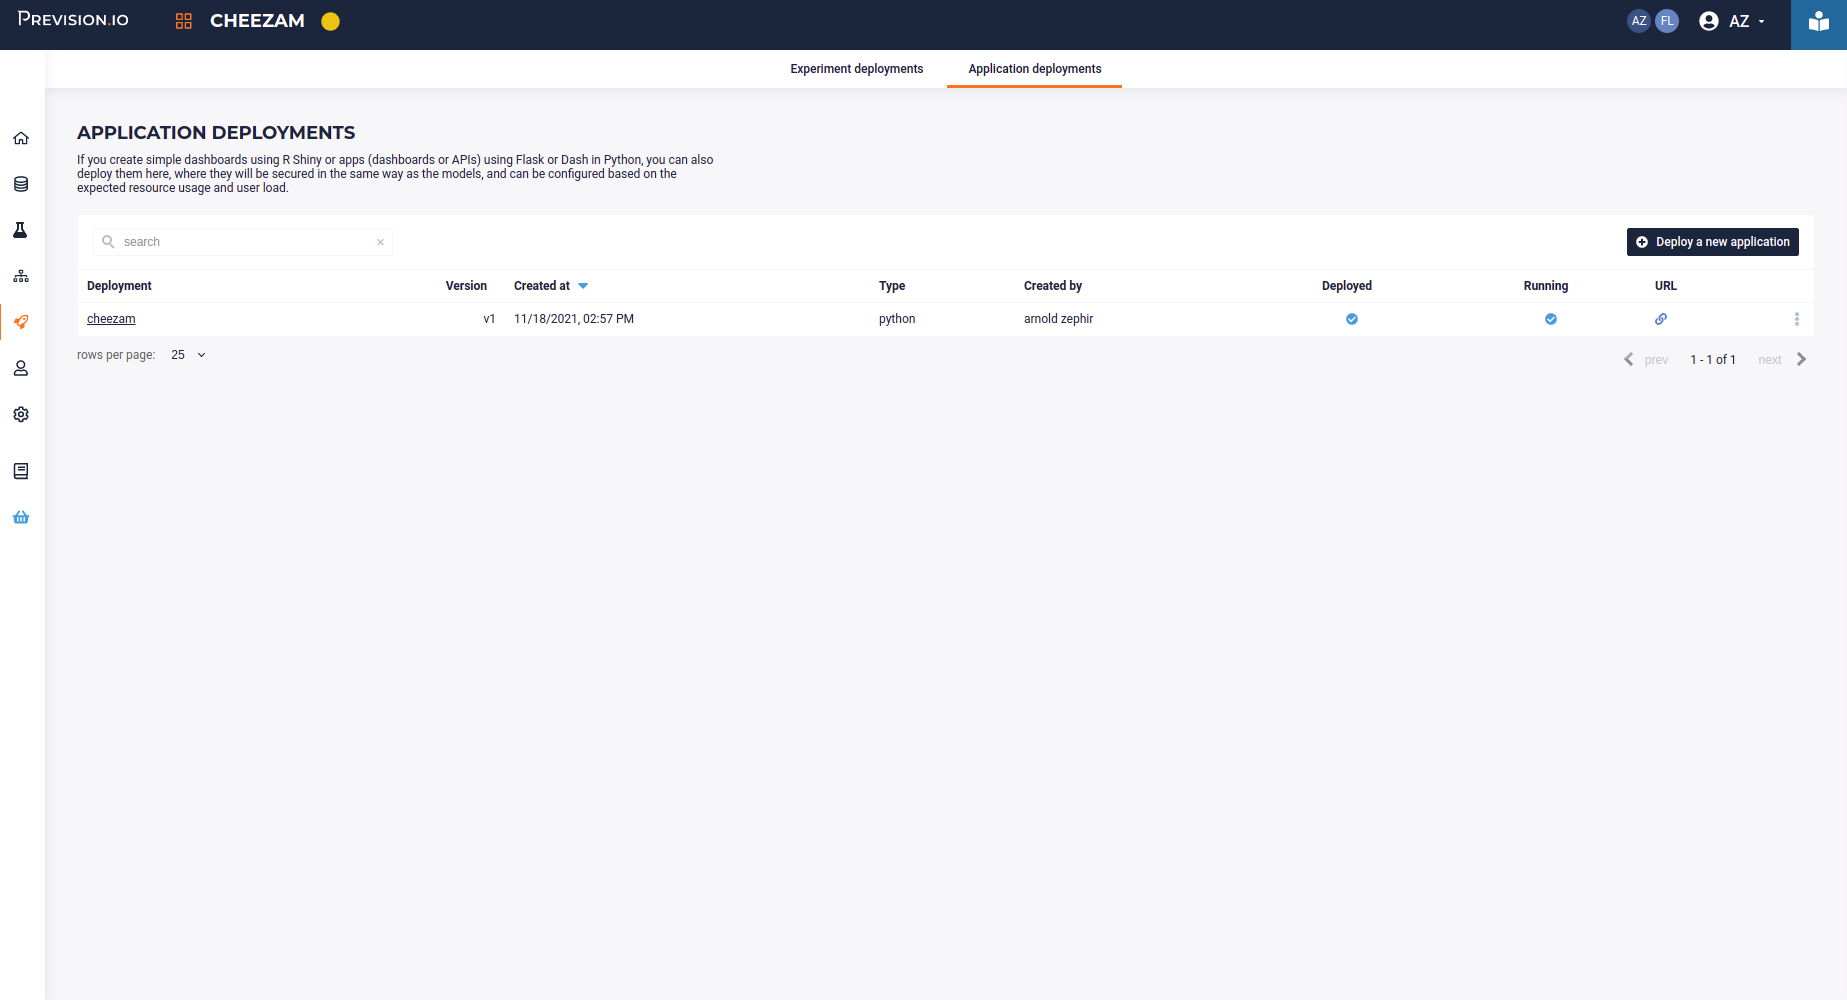 PREVISION.IO
CHEEZAM
AZ
FL
AZ
Experiment deployments
Application deployments
APPLICATION DEPLOYMENTS
If you create simple dashboards using R Shiny or apps (dashboards or APIs) using Flask or Dash in Python, you can also
deploy them here, where they will be secured in the same way as the models, and can be configured based on the
expected resource usage and user load.
search
Deploy a new application
Deployment Version Created at Type Created by Deployed Running URL
cheezam v1 11/18/2021, 02:57 PM python arnold zephir
rows per page: 25
prev 1 - 1 of 1 next